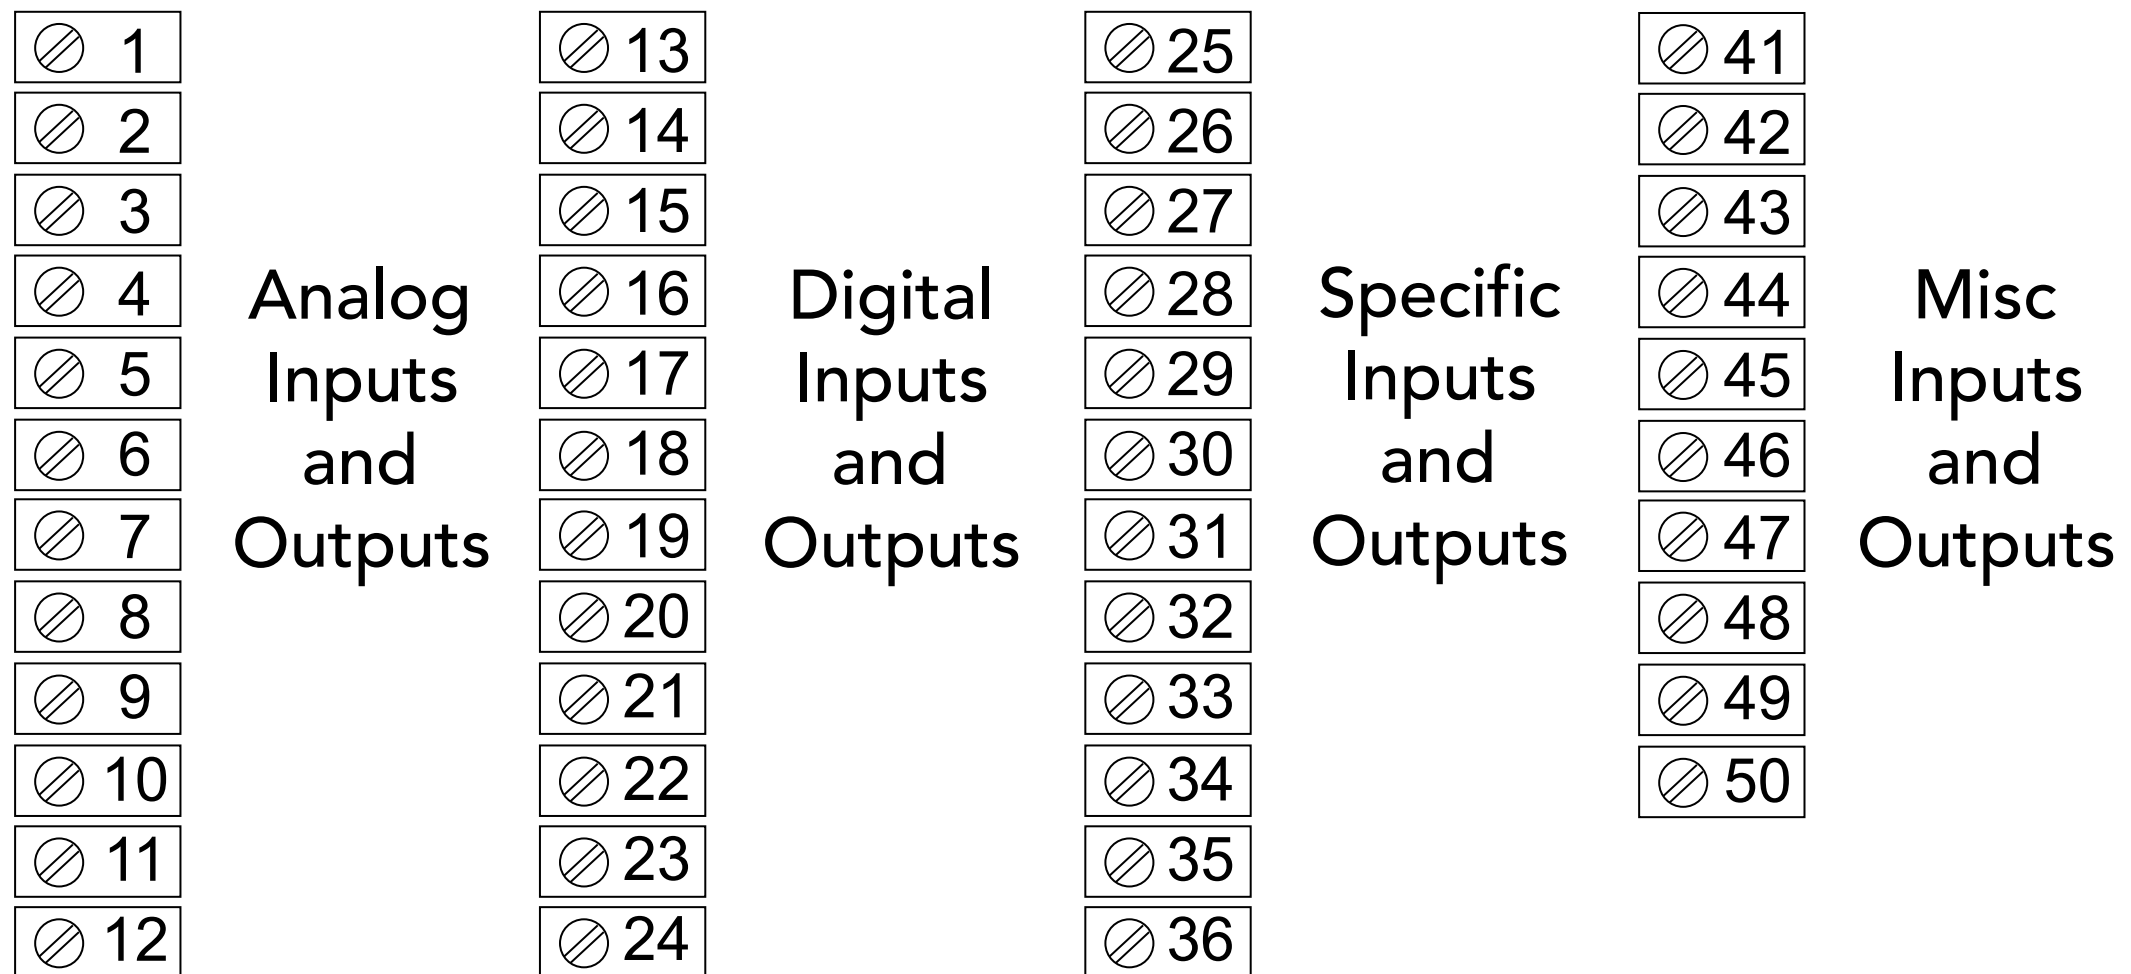 1
2
3
4
5
6
7
8
9
10
11
12
Analog
Inputs
and
Outputs
13
14
15
16
17
18
19
20
21
22
23
24
Digital
Inputs
and
Outputs
25
26
27
28
29
30
31
32
33
34
35
36
Specific
Inputs
and
Outputs
41
42
43
44
45
46
47
48
49
50
Misc
Inputs
and
Outputs